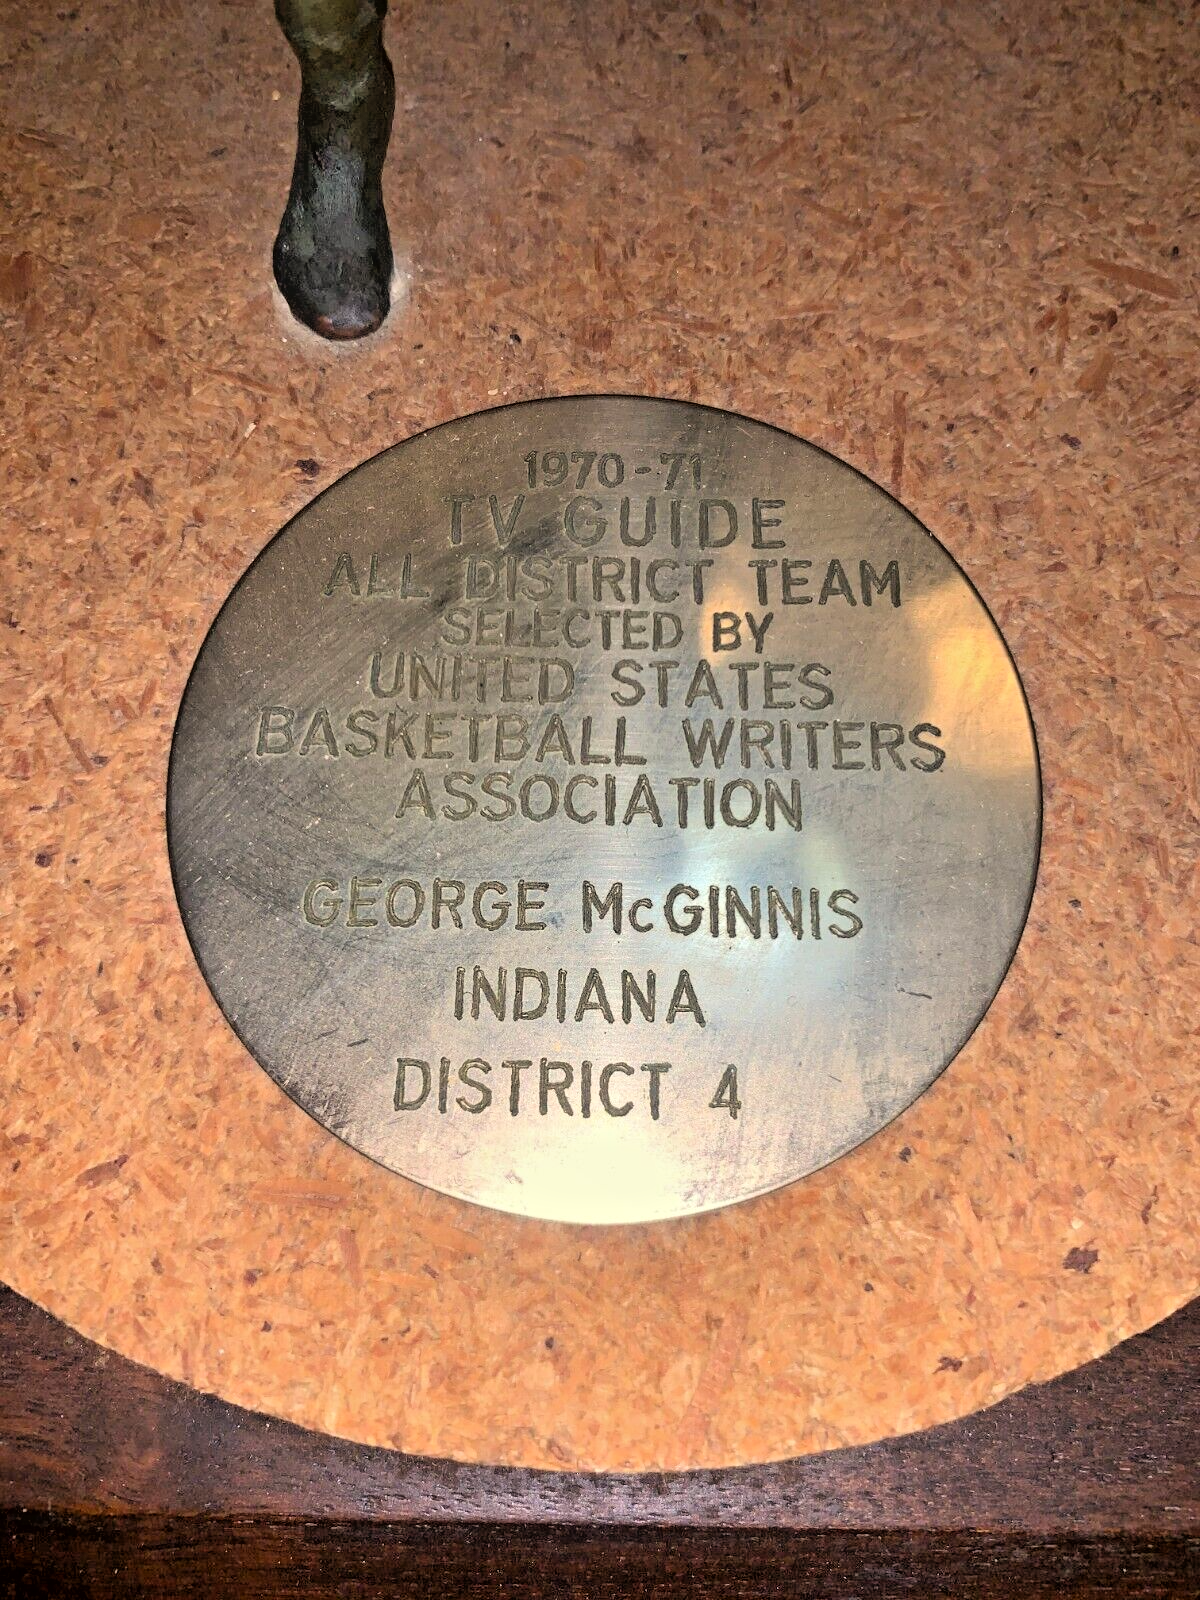 1970-71
TV GUIDE
ALL DISTRICT TEAM
SELECTED BY
UNITED STATES
BASKETBALL WRITERS
ASSOCIATION
GEORGE McGINNIS
INDIANA
DISTRICT 4